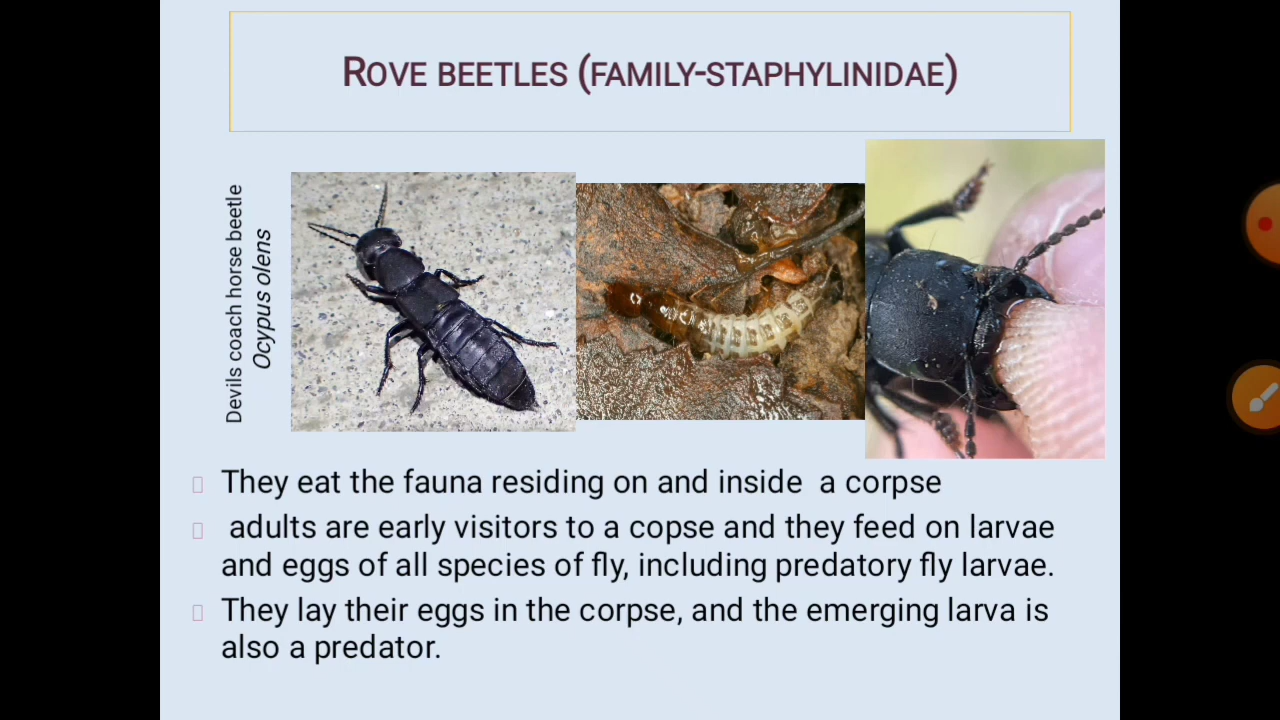 ROVE BEETLES (FAMILY-STAPHYLINIDAE)
Devils coach horse beetle
Ocypus olens
They eat the fauna residing on and inside  a corpse
adults are early visitors to a copse and they feed on larvae
and eggs of all species of fly, including predatory fly larvae.
They lay their eggs in the corpse, and the emerging larva is
also a predator.